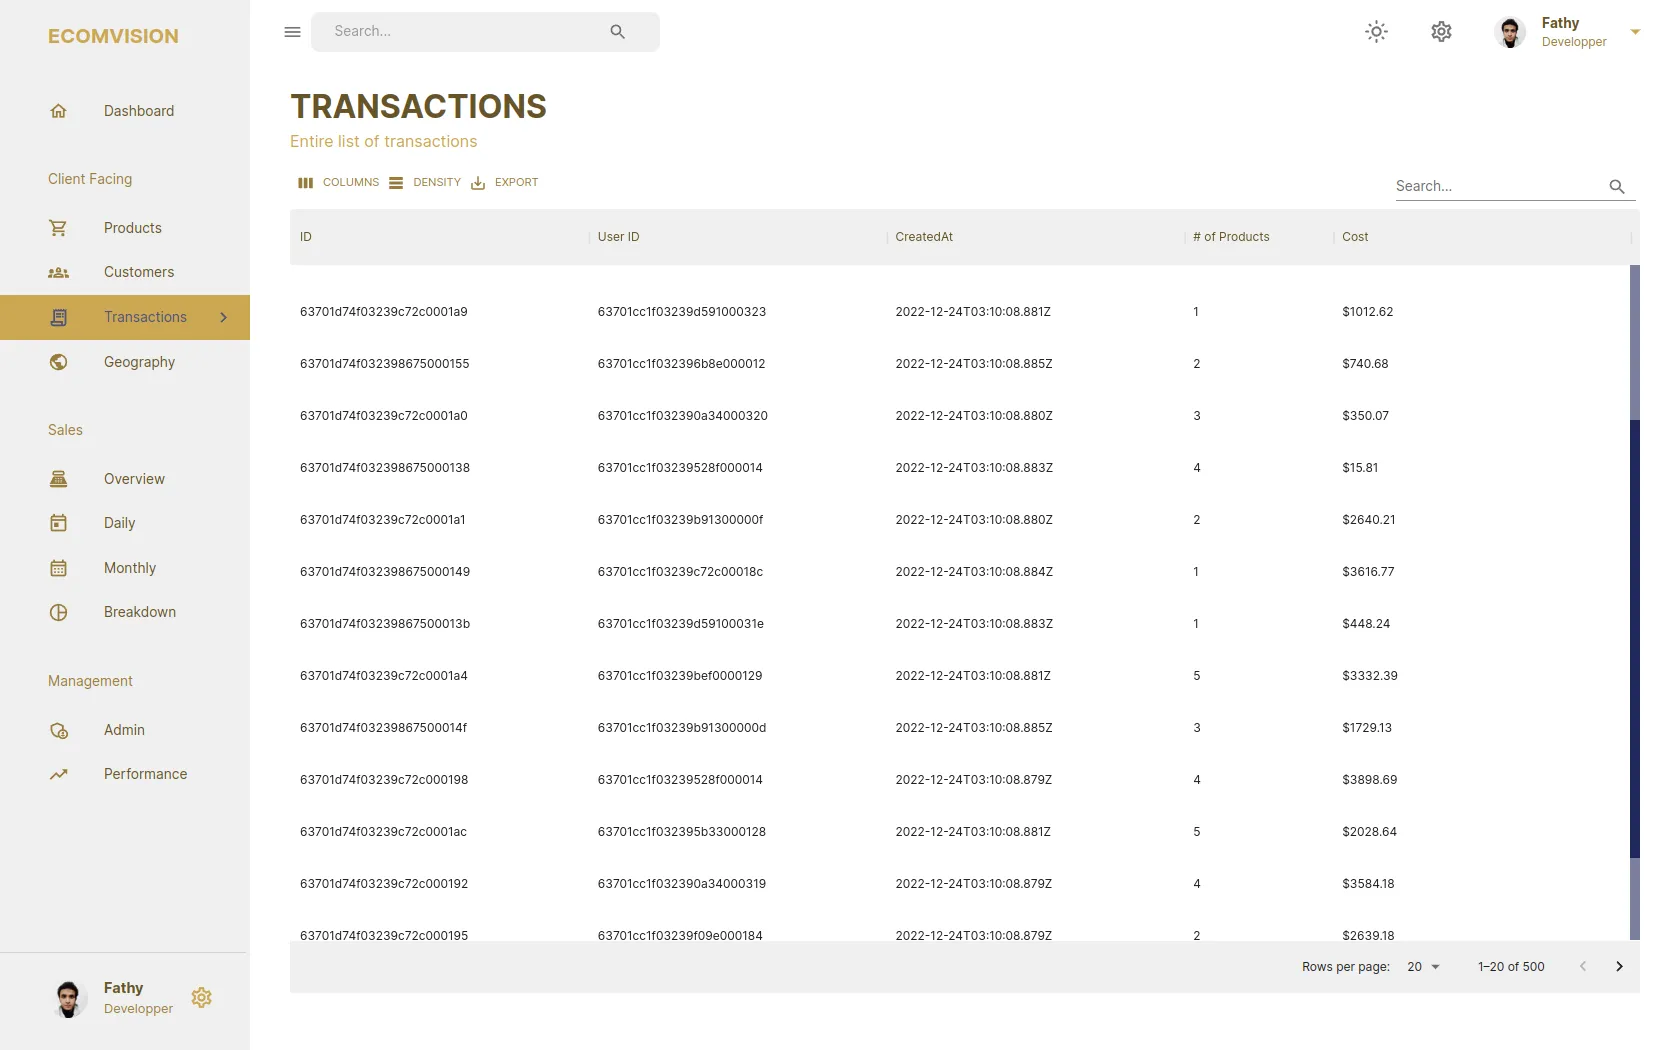 ECOMVISION
Search...
Fathy
Developper
Dashboard
Client Facing
Products
Customers
Transactions
Geography
Sales
Overview
Daily
Monthly
Breakdown
Management
Admin
Performance
Fathy
Developper
TRANSACTIONS
Entire list of transactions
COLUMNS DENSITY EXPORT
Search...
ID User ID CreatedAt # of Products Cost
63701d74f03239c72c0001a9 63701cc1f03239d591000323 2022-12-24T03:10:08.881Z 1 $1012.62
63701d74f032398675000155 63701cc1f032396b8e000012 2022-12-24T03:10:08.885Z 2 $740.68
63701d74f03239c72c0001a0 63701cc1f032390a34000320 2022-12-24T03:10:08.880Z 3 $350.07
63701d74f032398675000138 63701cc1f03239528f000014 2022-12-24T03:10:08.883Z 4 $15.81
63701d74f03239c72c0001a1 63701cc1f03239b91300000f 2022-12-24T03:10:08.880Z 2 $2640.21
63701d74f032398675000149 63701cc1f03239c72c00018c 2022-12-24T03:10:08.884Z 1 $3616.77
63701d74f03239867500013b 63701cc1f03239d59100031e 2022-12-24T03:10:08.883Z 1 $448.24
63701d74f03239c72c0001a4 63701cc1f03239bef0000129 2022-12-24T03:10:08.881Z 5 $3332.39
63701d74f03239867500014f 63701cc1f03239b91300000d 2022-12-24T03:10:08.885Z 3 $1729.13
63701d74f03239c72c000198 63701cc1f03239528f000014 2022-12-24T03:10:08.879Z 4 $3898.69
63701d74f03239c72c0001ac 63701cc1f032395b33000128 2022-12-24T03:10:08.881Z 5 $2028.64
63701d74f03239c72c000192 63701cc1f032390a34000319 2022-12-24T03:10:08.879Z 4 $3584.18
63701d74f03239c72c000195 63701cc1f03239f09e000184 2022-12-24T03:10:08.879Z 2 $2639.18
Rows per page: 20 1–20 of 500